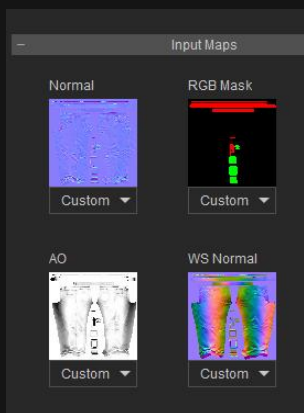 Input Maps
Normal
RGB Mask
Custom
Custom
AO
WS Normal
Custom
Custom